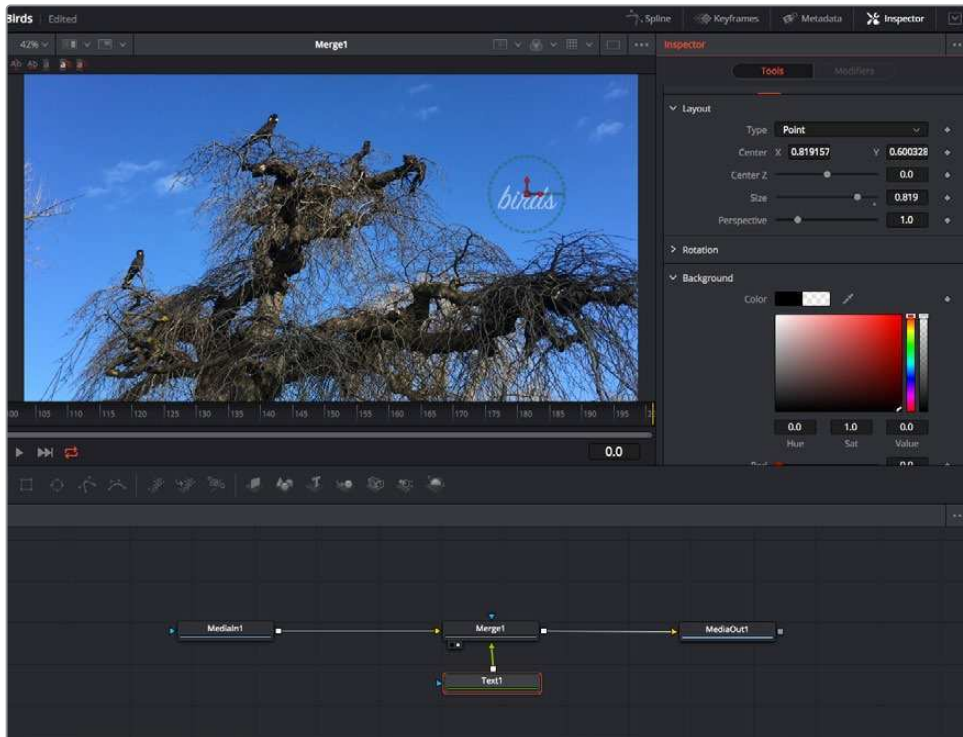 Birds Edited Spline Keyframes Metadata Inspector
42% Merge1 Inspector
Tools Modifiers
Layout
Type Point
Center X 0.819157 Y 0.600328
Center Z 0.0
Size 0.819
Perspective 1.0
Rotation
Background
Color
birds
105 110 115 120 125 130 135 140 145 150 155 160 165 170 175 180 185 190 195
0.0 1.0 0.0
Hue Sat Value
0.0
0.0
MediaIn1 Merge1 MediaOut1
Text1